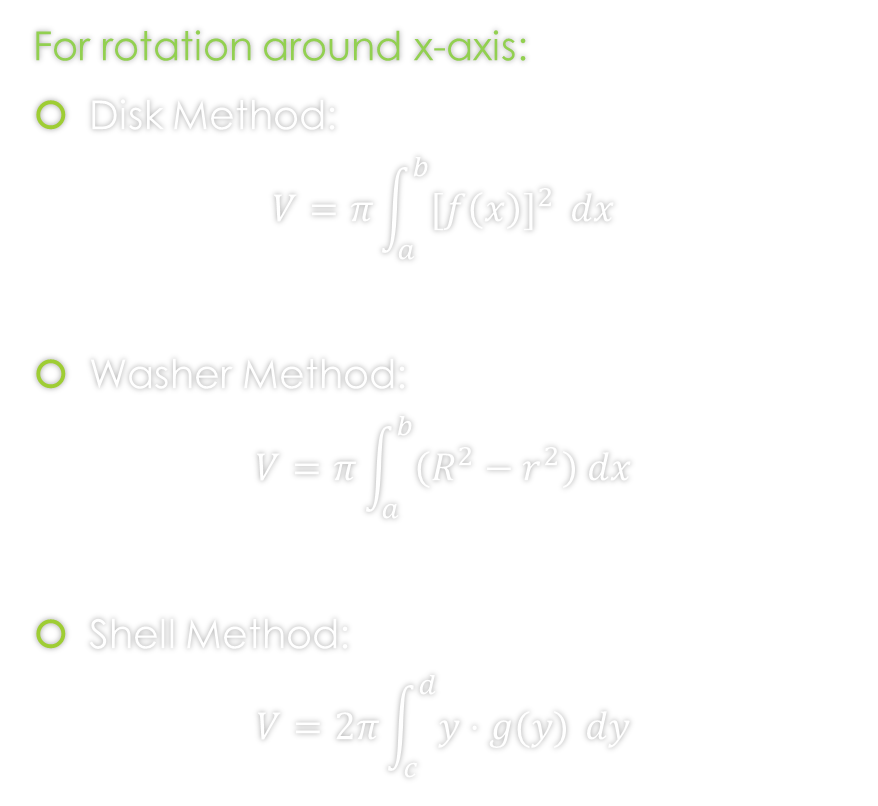 For rotation around x-axis:
Disk Method:
V = π ∫_a^b [f(x)]² dx
Washer Method:
V = π ∫_a^b (R² − r²) dx
Shell Method:
V = 2π ∫_c^d y · g(y) dy